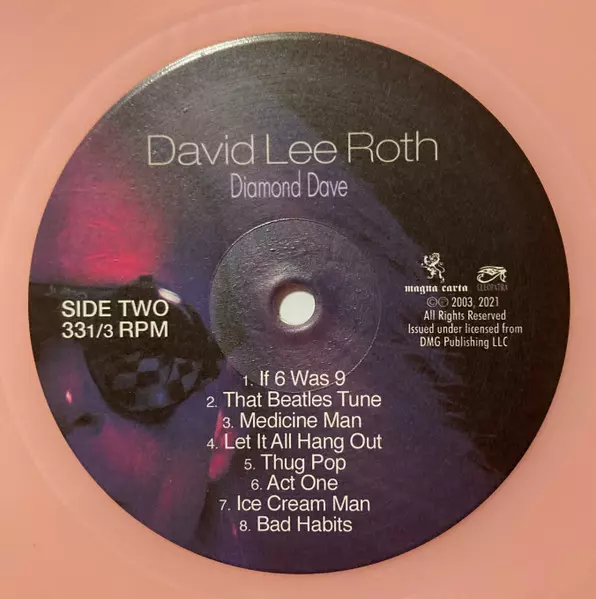 David Lee Roth
Diamond Dave
SIDE TWO
33 1/3 RPM
magna carta
CLEOPATRA
©℗ 2003, 2021
All Rights Reserved
Issued under licensed from
DMG Publishing LLC
1. If 6 Was 9
2. That Beatles Tune
3. Medicine Man
4. Let It All Hang Out
5. Thug Pop
6. Act One
7. Ice Cream Man
8. Bad Habits